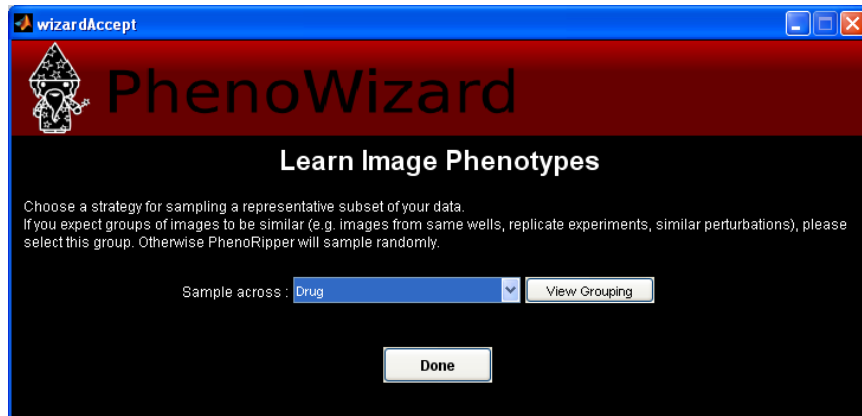 wizardAccept
PhenoWizard
Learn Image Phenotypes
Choose a strategy for sampling a representative subset of your data.
If you expect groups of images to be similar (e.g. images from same wells, replicate experiments, similar perturbations), please
select this group. Otherwise PhenoRipper will sample randomly.
Sample across : Drug View Grouping
Done